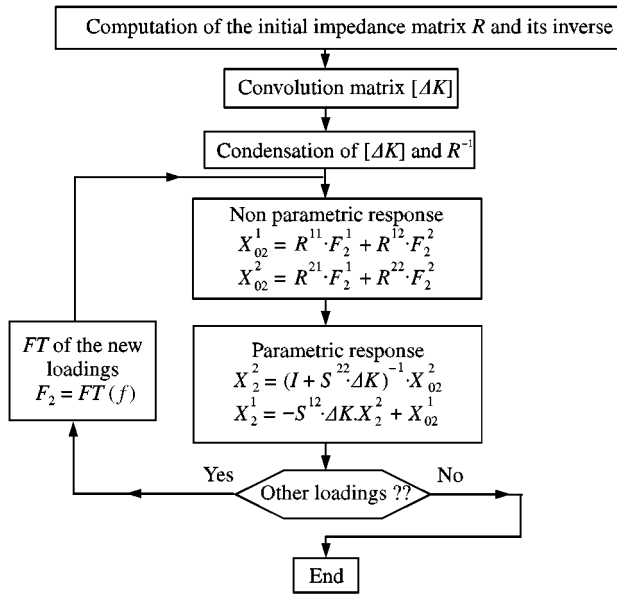 Computation of the initial impedance matrix R and its inverse
Convolution matrix [ΔK]
Condensation of [ΔK] and R⁻¹
Non parametric response
X¹₀₂ = R¹¹·F¹₂ + R¹²·F²₂
X²₀₂ = R²¹·F¹₂ + R²²·F²₂
FT of the new
loadings
F₂ = FT (f)
Parametric response
X²₂ = (I + S²²·ΔK)⁻¹·X²₀₂
X¹₂ = −S¹²·ΔK.X²₂ + X¹₀₂
Yes
Other loadings ??
No
End